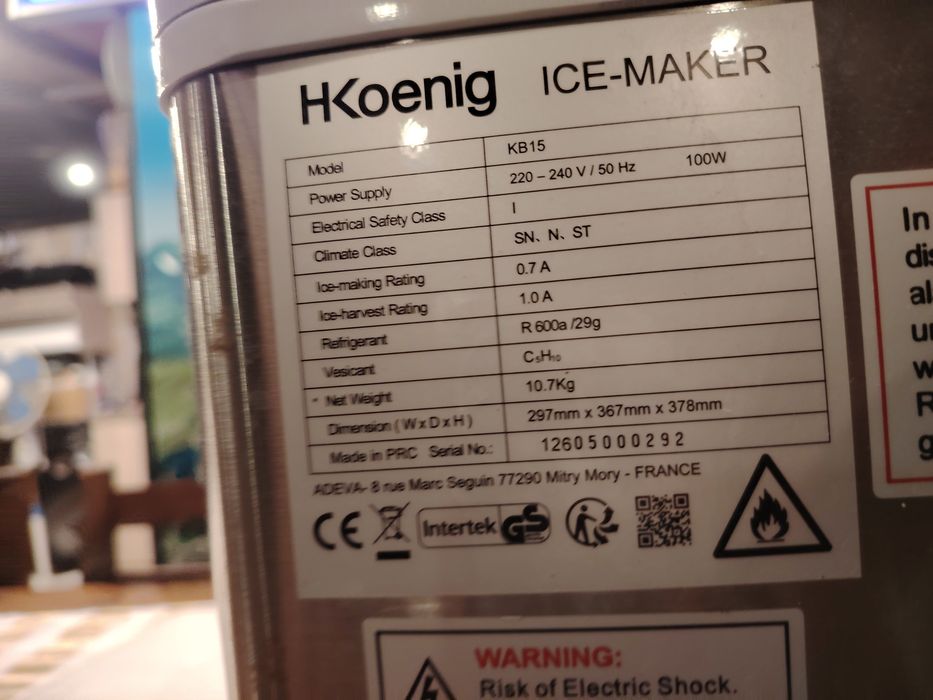 HKoenig ICE-MAKER
Model KB15
Power Supply 220 – 240 V / 50 Hz 100W
Electrical Safety Class I
Climate Class SN、N、ST
Ice-making Rating 0.7 A
Ice-harvest Rating 1.0 A
Refrigerant R 600a /29g
Vesicant C₅H₁₀
Net Weight 10.7Kg
Dimension ( W x D x H ) 297mm x 367mm x 378mm
Made in PRC Serial No.: 12605000292
ADEVA- 8 rue Marc Seguin 77290 Mitry Mory - FRANCE
CE Intertek GS
In
WARNING:
Risk of Electric Shock.